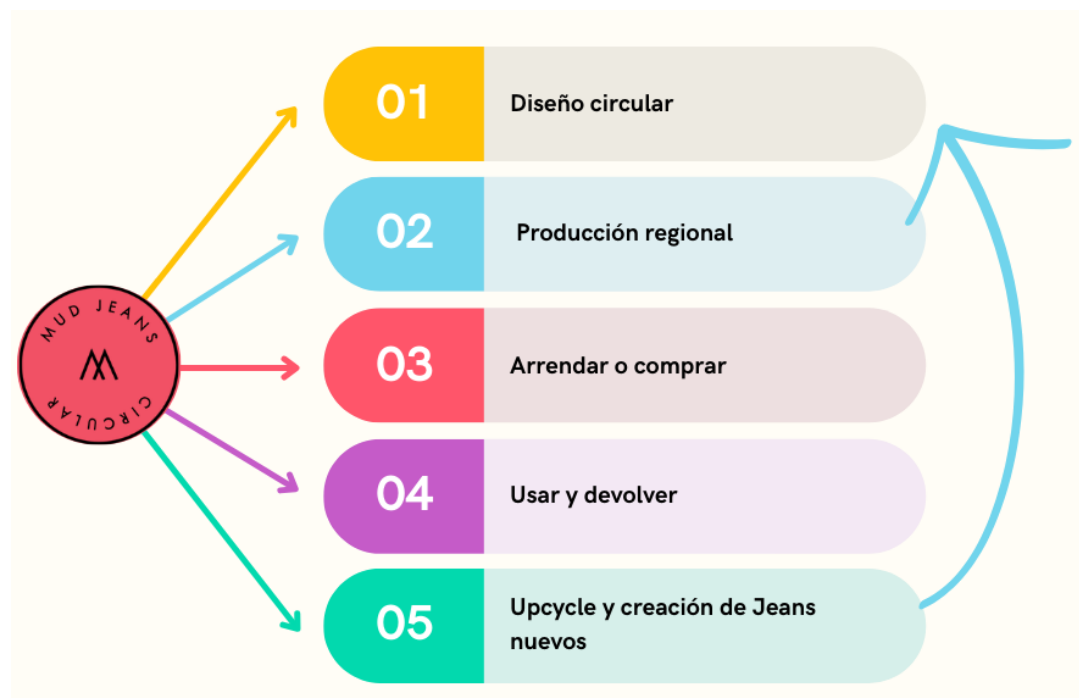 MUD JEANS
CIRCULAR
01
Diseño circular
02
Producción regional
03
Arrendar o comprar
04
Usar y devolver
05
Upcycle y creación de Jeans
nuevos